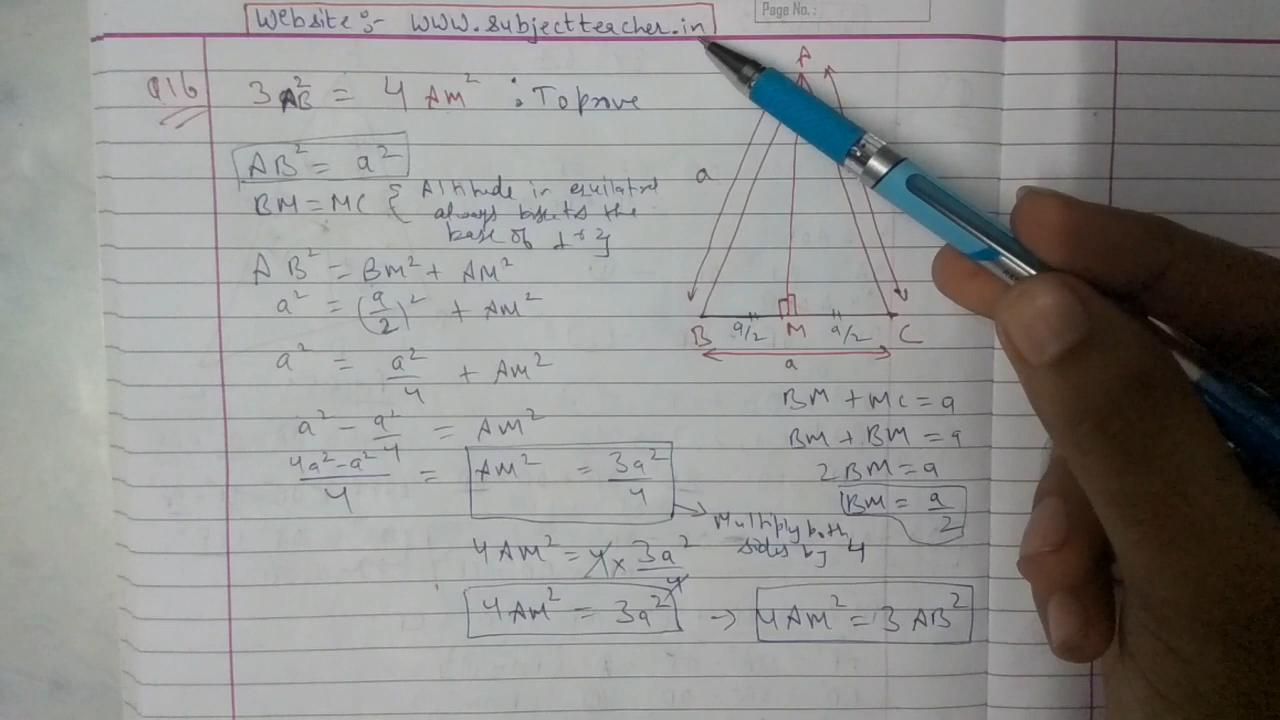 Website :- www.subjectteacher.in
Page No. :
Q16
3AB² = 4 AM² : To prove
AB² = a²
BM = MC { Altitude in equilateral
always bisects the
base of it }
AB² = BM² + AM²
a² = (a/2)² + AM²
a² = a²/4 + AM²
a² - a²/4 = AM²
4a²-a²/4 = AM² = 3a²/4
Multiply both
sides by 4
4AM² = 4 x 3a²/4
4AM² = 3a² → 4AM² = 3AB²
A
a
B a/2 M a/2 C
a
BM + MC = a
BM + BM = a
2BM = a
BM = a/2